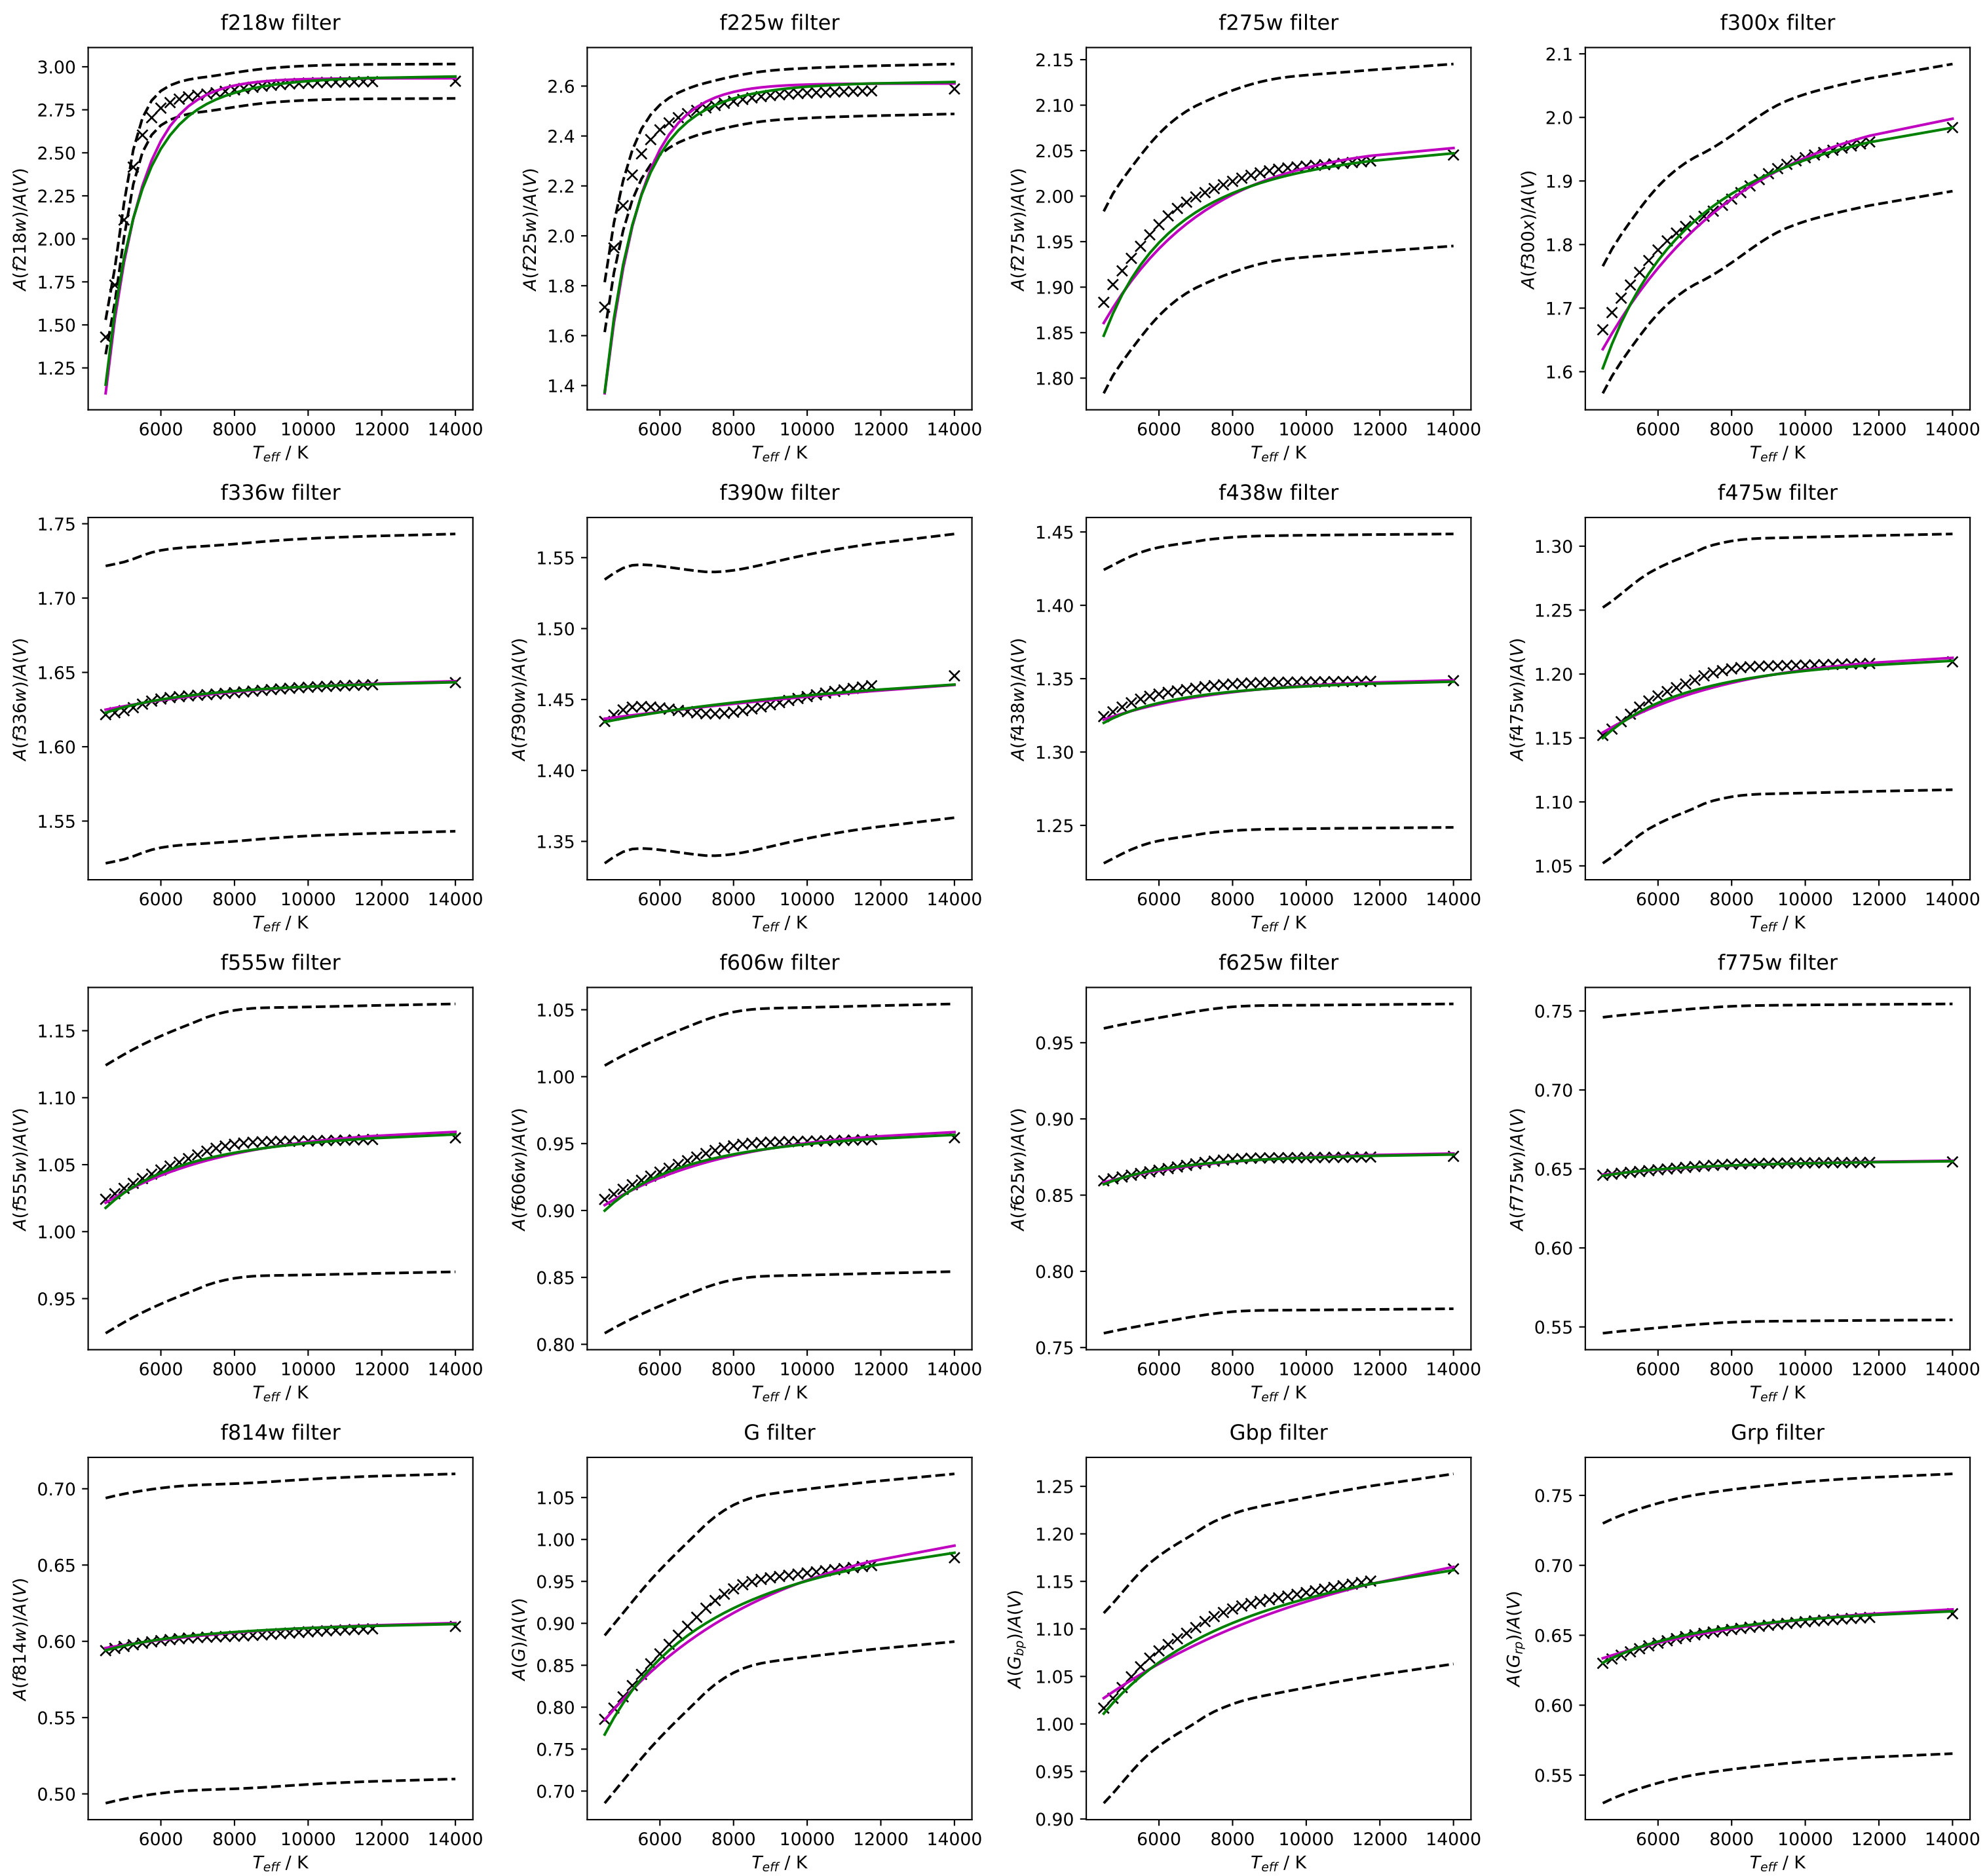 f218w filter
f225w filter
f275w filter
f300x filter
A(f218w)/A(V)
3.00
2.75
2.50
2.25
2.00
1.75
1.50
1.25
6000 8000 10000 12000 14000
T_eff / K
A(f225w)/A(V)
2.6
2.4
2.2
2.0
1.8
1.6
1.4
6000 8000 10000 12000 14000
T_eff / K
A(f275w)/A(V)
2.15
2.10
2.05
2.00
1.95
1.90
1.85
1.80
6000 8000 10000 12000 14000
T_eff / K
A(f300x)/A(V)
2.1
2.0
1.9
1.8
1.7
1.6
6000 8000 10000 12000 14000
T_eff / K
f336w filter
f390w filter
f438w filter
f475w filter
A(f336w)/A(V)
1.75
1.70
1.65
1.60
1.55
6000 8000 10000 12000 14000
T_eff / K
A(f390w)/A(V)
1.55
1.50
1.45
1.40
1.35
6000 8000 10000 12000 14000
T_eff / K
A(f438w)/A(V)
1.45
1.40
1.35
1.30
1.25
6000 8000 10000 12000 14000
T_eff / K
A(f475w)/A(V)
1.30
1.25
1.20
1.15
1.10
1.05
6000 8000 10000 12000 14000
T_eff / K
f555w filter
f606w filter
f625w filter
f775w filter
A(f555w)/A(V)
1.15
1.10
1.05
1.00
0.95
6000 8000 10000 12000 14000
T_eff / K
A(f606w)/A(V)
1.05
1.00
0.95
0.90
0.85
0.80
6000 8000 10000 12000 14000
T_eff / K
A(f625w)/A(V)
0.95
0.90
0.85
0.80
0.75
6000 8000 10000 12000 14000
T_eff / K
A(f775w)/A(V)
0.75
0.70
0.65
0.60
0.55
6000 8000 10000 12000 14000
T_eff / K
f814w filter
G filter
Gbp filter
Grp filter
A(f814w)/A(V)
0.70
0.65
0.60
0.55
0.50
6000 8000 10000 12000 14000
T_eff / K
A(G)/A(V)
1.05
1.00
0.95
0.90
0.85
0.80
0.75
0.70
6000 8000 10000 12000 14000
T_eff / K
A(G_bp)/A(V)
1.25
1.20
1.15
1.10
1.05
1.00
0.95
0.90
6000 8000 10000 12000 14000
T_eff / K
A(G_rp)/A(V)
0.75
0.70
0.65
0.60
0.55
6000 8000 10000 12000 14000
T_eff / K